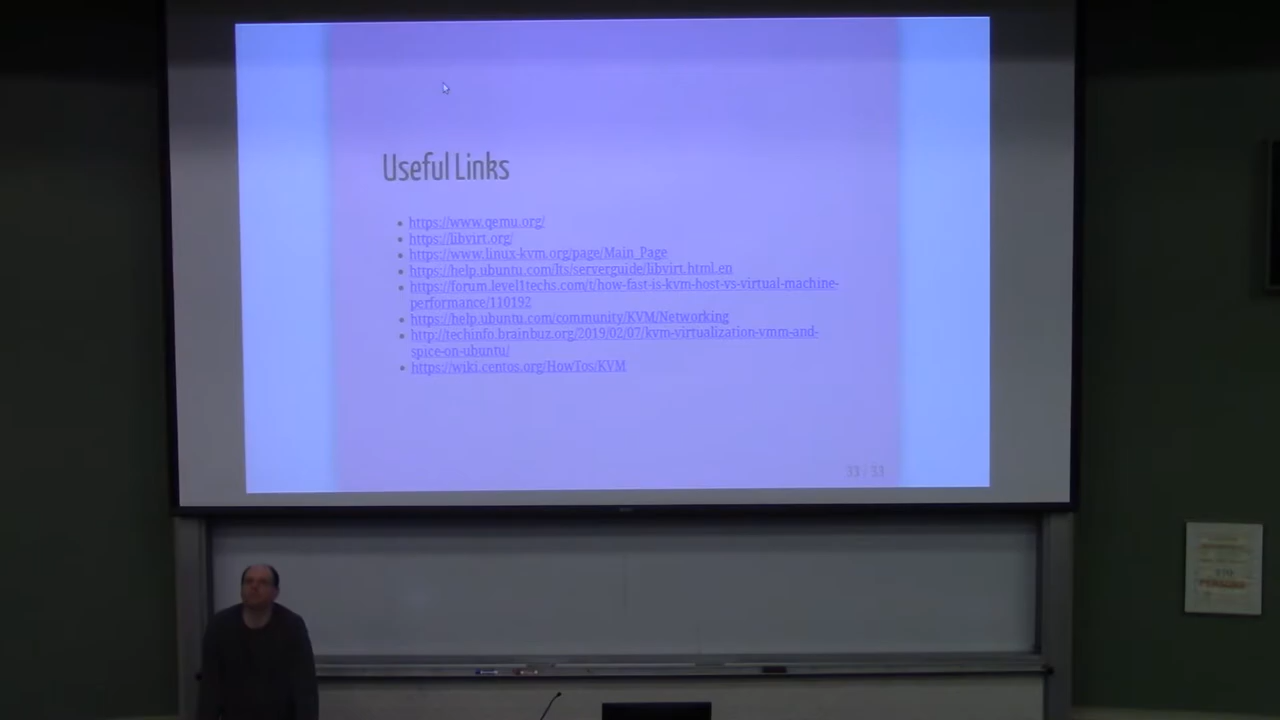 Useful Links
https://www.qemu.org/
https://libvirt.org/
https://www.linux-kvm.org/page/Main_Page
https://help.ubuntu.com/lts/serverguide/libvirt.html.en
https://forum.level1techs.com/t/how-fast-is-kvm-host-vs-virtual-machine-
performance/110192
https://help.ubuntu.com/community/KVM/Networking
http://techinfo.brainbuz.org/2019/02/07/kvm-virtualization-vmm-and-
spice-on-ubuntu/
https://wiki.centos.org/HowTos/KVM
33 / 33